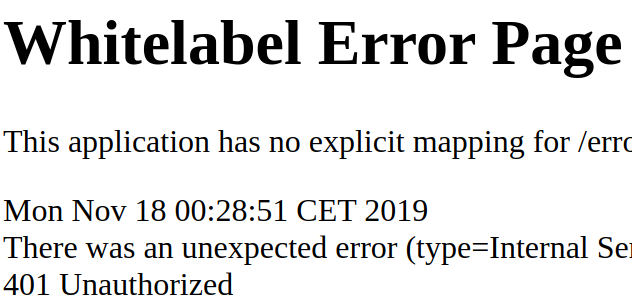 Whitelabel Error Page
This application has no explicit mapping for /erro
Mon Nov 18 00:28:51 CET 2019
There was an unexpected error (type=Internal Ser
401 Unauthorized